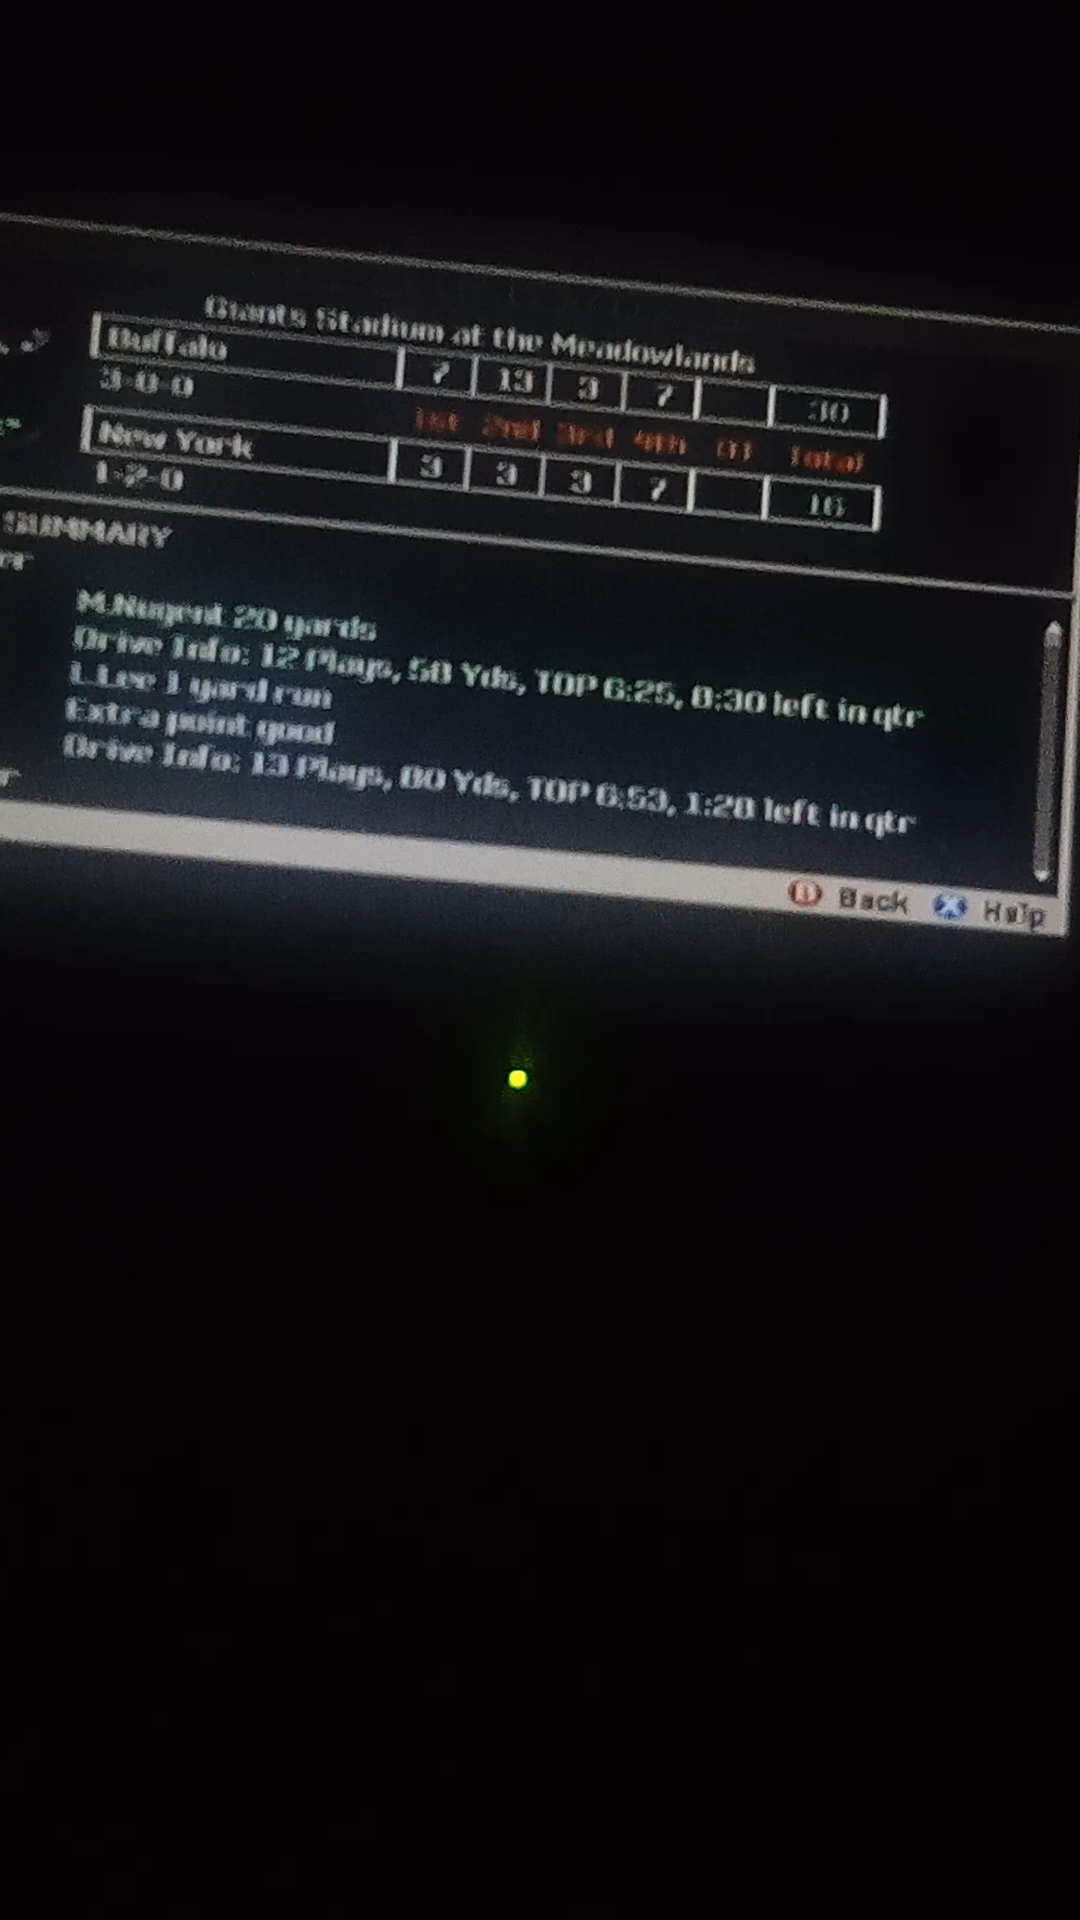 Giants Stadium at the Meadowlands
Buffalo 7 13 3 7 30
3-0-0
1st 2nd 3rd 4th OT Total
New York 3 3 3 7 16
1-2-0
SUMMARY
M.Nugent 20 yards
Drive Info: 12 Plays, 58 Yds, TOP 6:25, 8:30 left in qtr
L.Lee 1 yard run
Extra point good
Drive Info: 13 Plays, 80 Yds, TOP 6:53, 1:28 left in qtr
B Back X Help